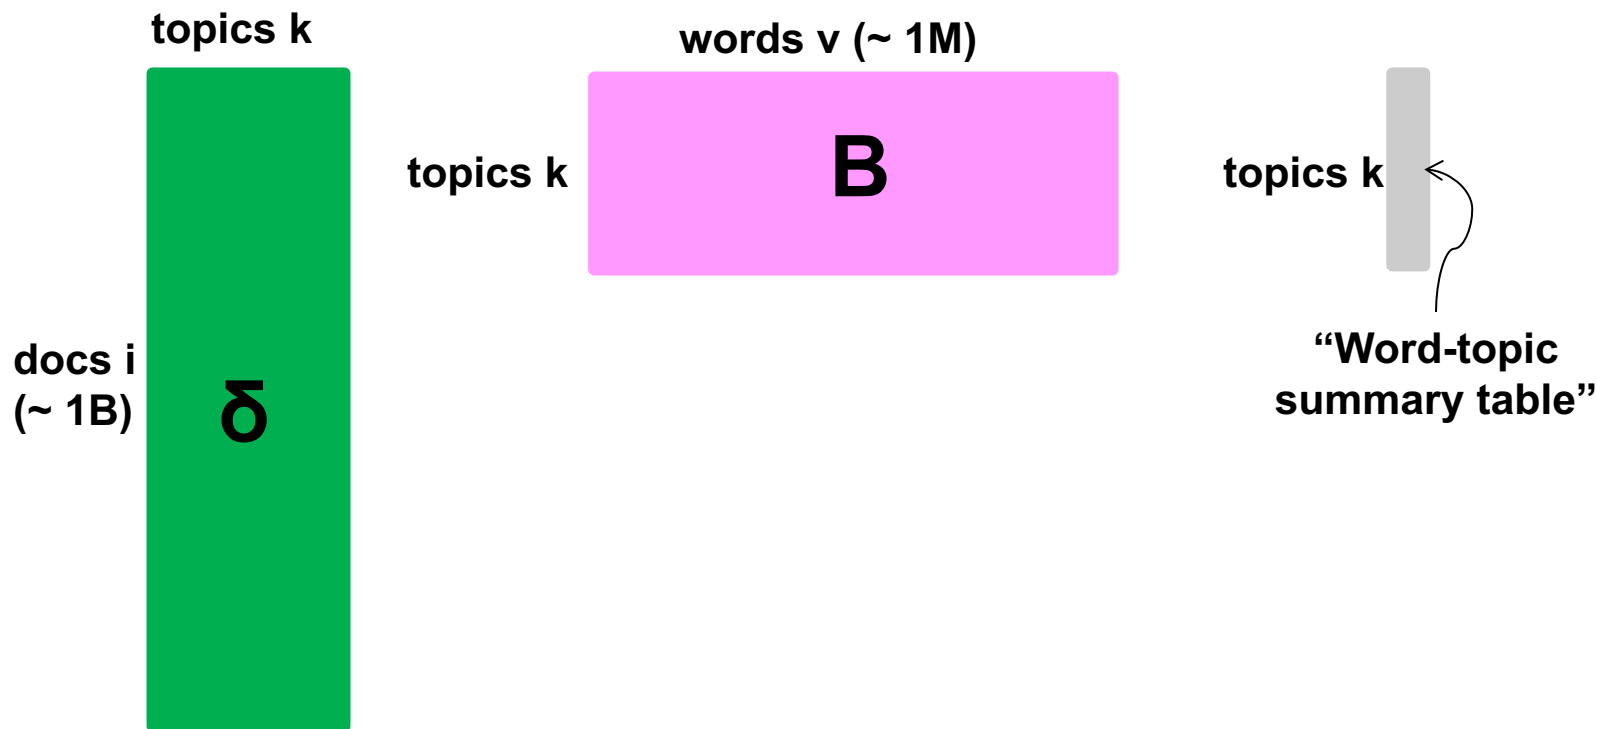 topics k
docs i
(~ 1B)
δ
words v (~ 1M)
topics k
B
topics k
“Word-topic
summary table”